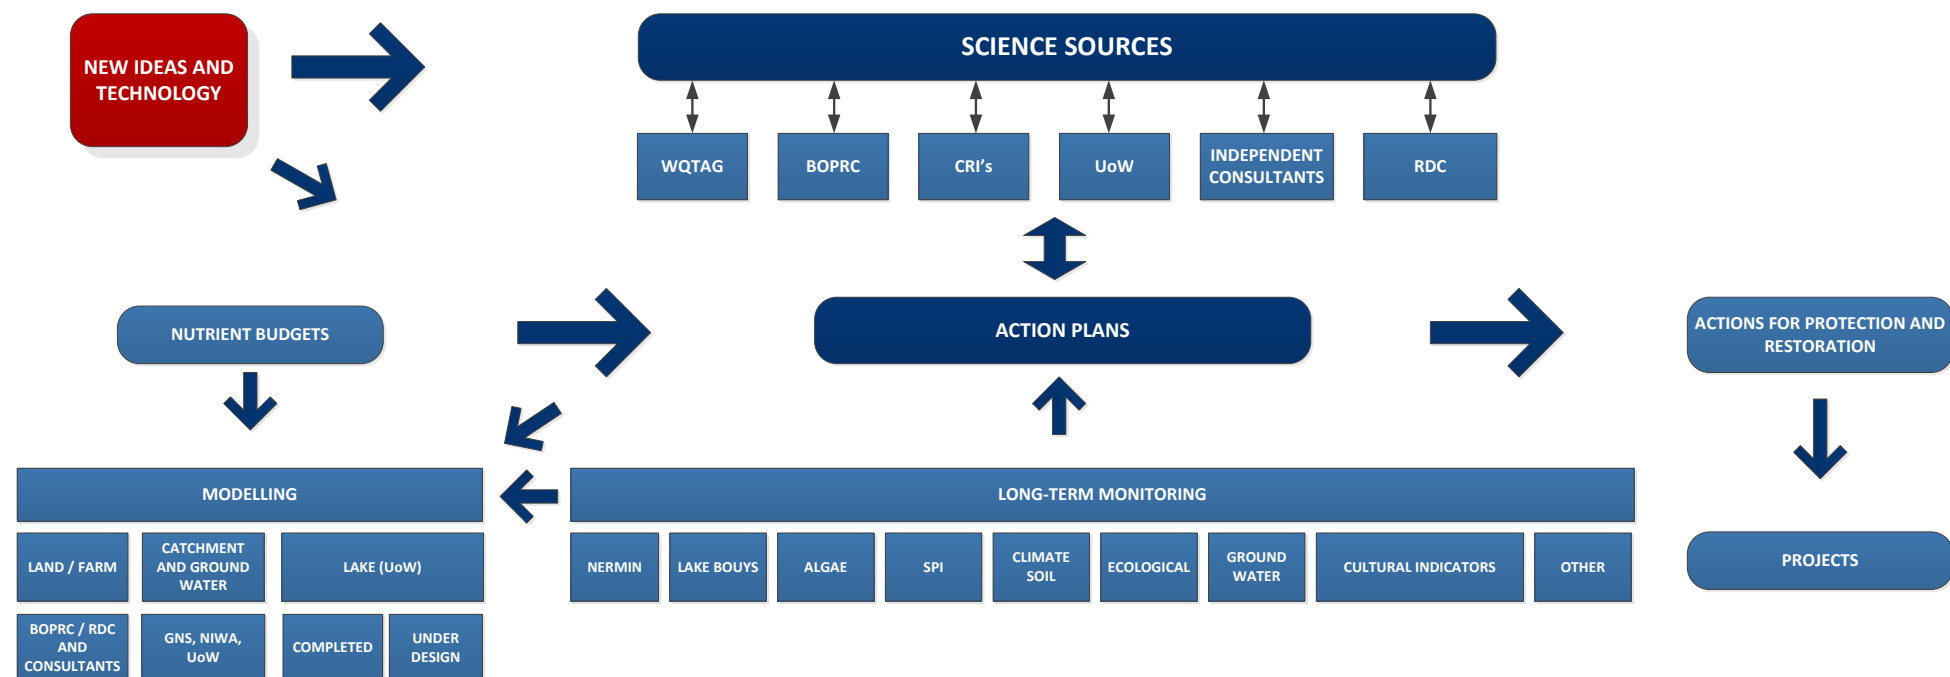 NEW IDEAS AND
TECHNOLOGY
SCIENCE SOURCES
WQTAG
BOPRC
CRI's
UoW
INDEPENDENT
CONSULTANTS
RDC
NUTRIENT BUDGETS
ACTION PLANS
ACTIONS FOR PROTECTION AND
RESTORATION
MODELLING
LONG-TERM MONITORING
LAND / FARM
CATCHMENT
AND GROUND
WATER
LAKE (UoW)
NERMIN
LAKE BOUYS
ALGAE
SPI
CLIMATE
SOIL
ECOLOGICAL
GROUND
WATER
CULTURAL INDICATORS
OTHER
PROJECTS
BOPRC / RDC
AND
CONSULTANTS
GNS, NIWA,
UoW
COMPLETED
UNDER
DESIGN